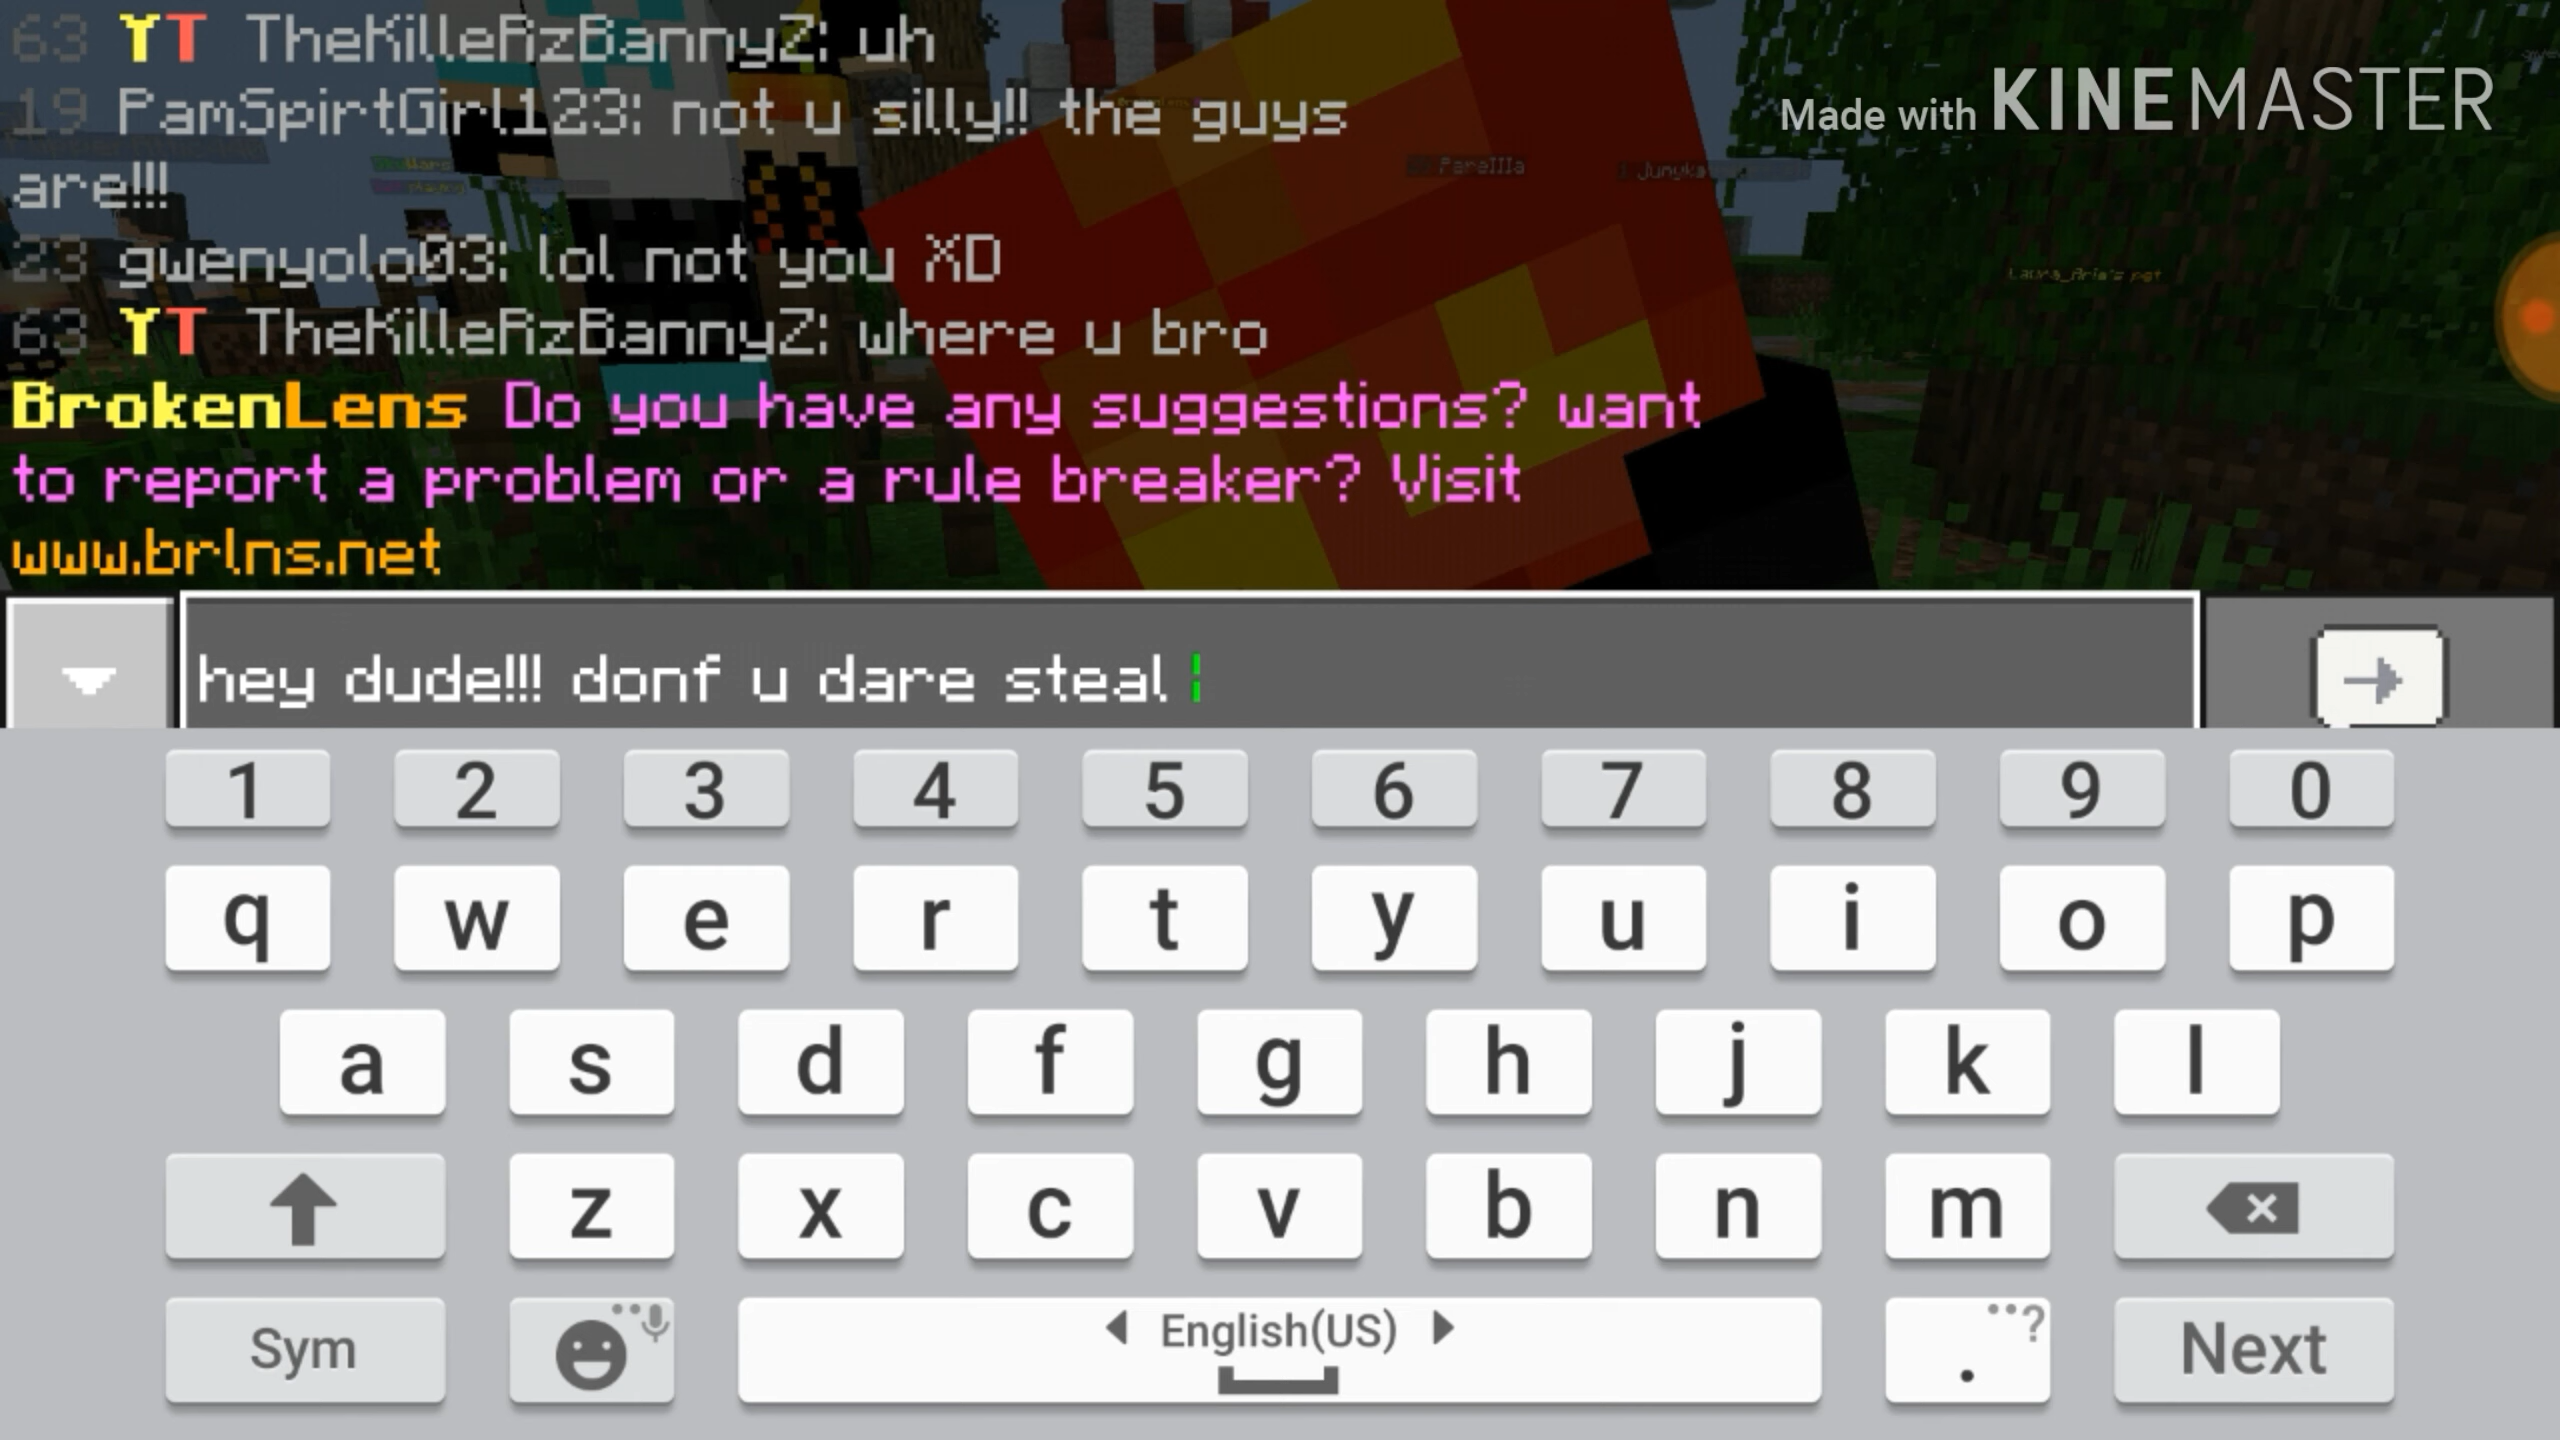 63 YT TheKilleRzBannyZ: uh
19 PamSpirtGirl123: not u silly!! the guys
are!!!
23 gwenyolo03: lol not you XD
63 YT TheKilleRzBannyZ: where u bro
BrokenLens Do you have any suggestions? want
to report a problem or a rule breaker? Visit
www.brlns.net
Made with KINEMASTER
Laura_Aria's pet
hey dude!!! donf u dare steal
1 2 3 4 5 6 7 8 9 0
q w e r t y u i o p
a s d f g h j k l
z x c v b n m
Sym English(US) . ? Next